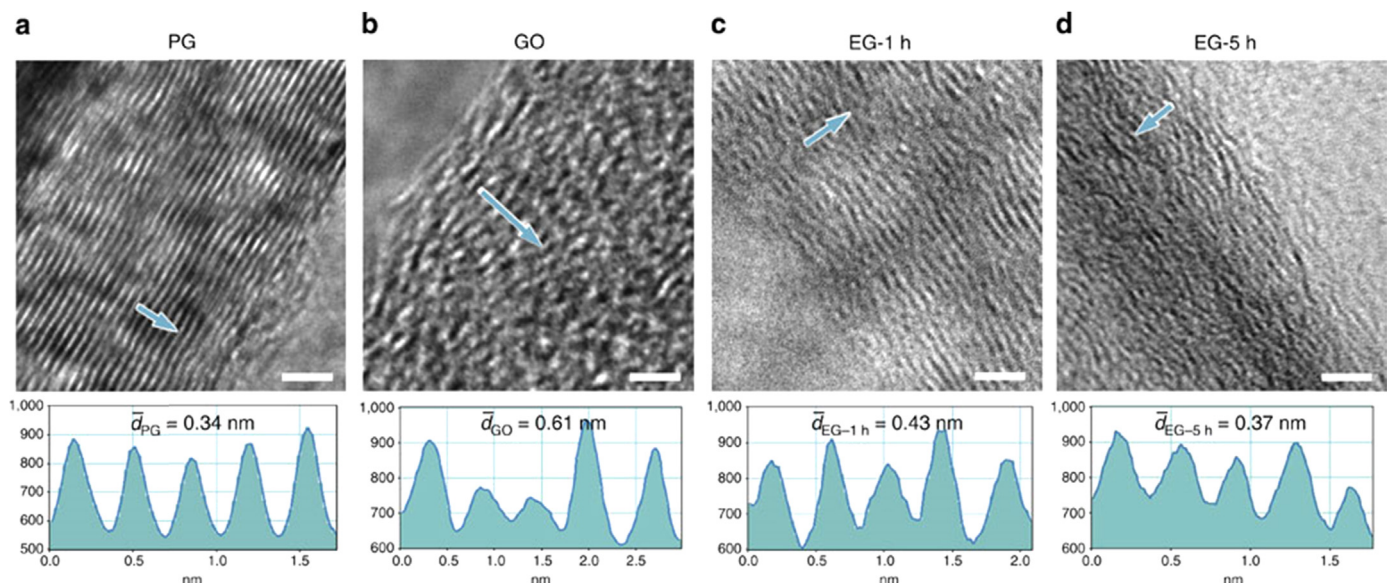 a
PG
b
GO
c
EG-1 h
d
EG-5 h
d̅PG = 0.34 nm
1,000
900
800
700
600
500
0.0 0.5 1.0 1.5
nm
d̅GO = 0.61 nm
1,000
900
800
700
600
0.0 0.5 1.0 1.5 2.0 2.5
nm
d̅EG–1 h = 0.43 nm
1,000
900
800
700
600
0.0 0.5 1.0 1.5 2.0
nm
d̅EG–5 h = 0.37 nm
1,000
900
800
700
600
0.0 0.5 1.0 1.5
nm